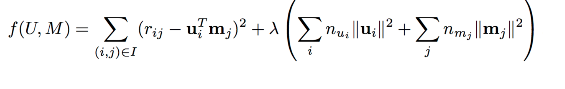 f(U, M) = \sum_{(i,j)\in I} (r_{ij} - \mathbf{u}_i^T \mathbf{m}_j)^2 + \lambda \left( \sum_i n_{u_i} \|\mathbf{u}_i\|^2 + \sum_j n_{m_j} \|\mathbf{m}_j\|^2 \right)